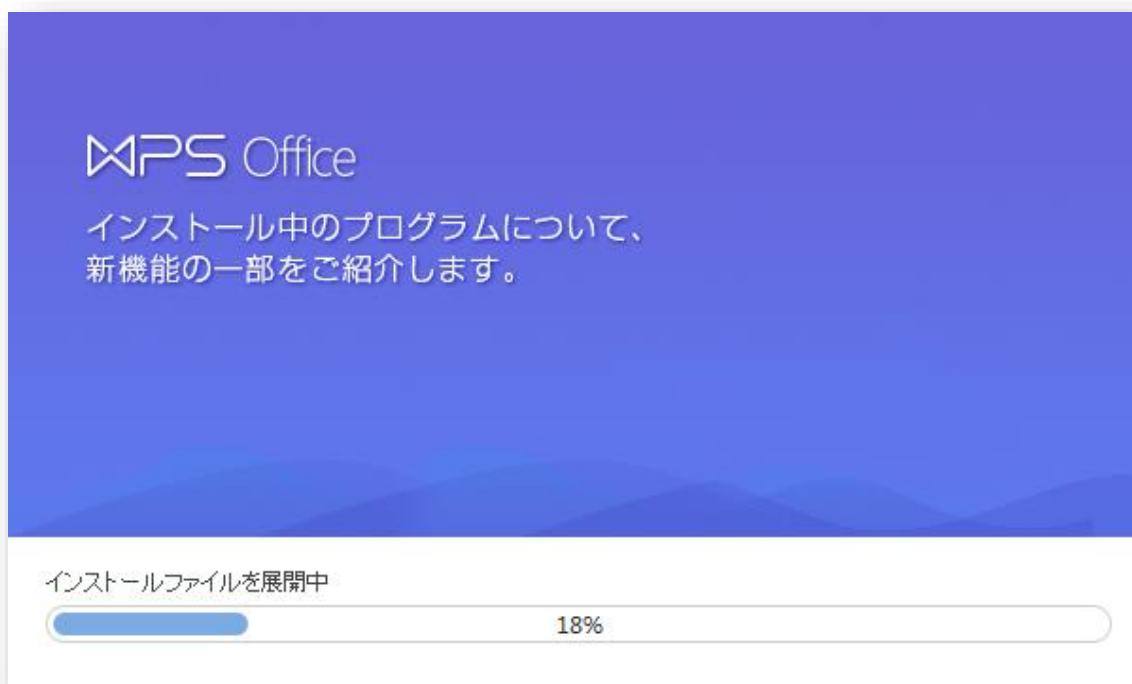 WPS Office
インストール中のプログラムについて、
新機能の一部をご紹介します。
インストールファイルを展開中
18%